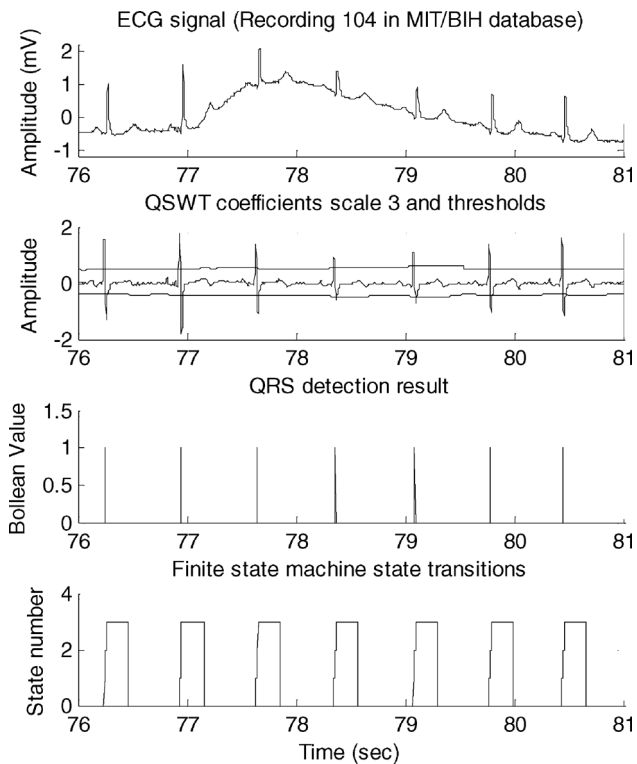 ECG signal (Recording 104 in MIT/BIH database)
Amplitude (mV)
2
1
0
-1
76 77 78 79 80 81
QSWT coefficients scale 3 and thresholds
Amplitude
2
0
-2
76 77 78 79 80 81
QRS detection result
Bollean Value
1.5
1
0.5
0
76 77 78 79 80 81
Finite state machine state transitions
State number
4
2
0
76 77 78 79 80 81
Time (sec)